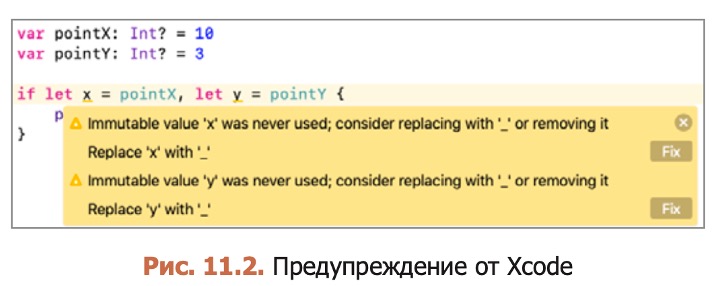 var pointX: Int? = 10
var pointY: Int? = 3
if let x = pointX, let y = pointY {
p
Immutable value 'x' was never used; consider replacing with '_' or removing it
Replace 'x' with '_'
Fix
Immutable value 'y' was never used; consider replacing with '_' or removing it
Replace 'y' with '_'
Fix
}
Рис. 11.2. Предупреждение от Xcode